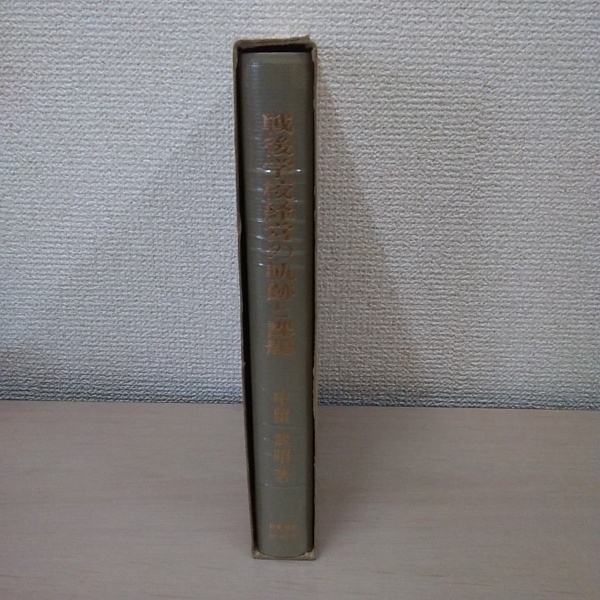 戦後学校経営の軌跡と課題
中留 武昭 著